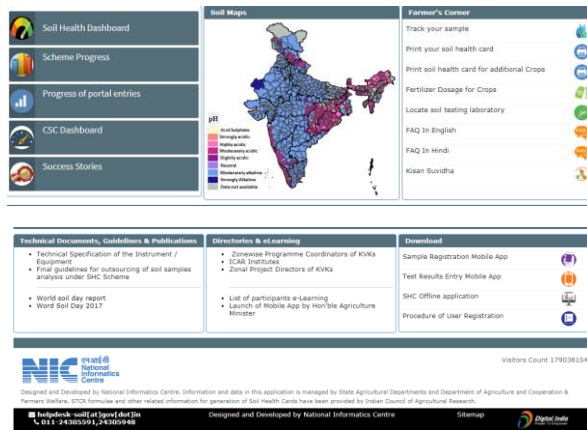 Soil Health Dashboard
Scheme Progress
Progress of portal entries
CSC Dashboard
Success Stories
Soil Maps
pH
Acid Sulphate
Strongly acidic
Highly acidic
Moderately acidic
Slightly acidic
Neutral
Moderately alkaline
Strongly Alkaline
Data not available
Farmer's Corner
Track your sample
Print your soil health card
Print soil health card for additional Crops
Fertilizer Dosage for Crops
Locate soil testing laboratory
FAQ In English
FAQ In Hindi
Kisan Suvidha
Technical Documents, Guidelines & Publications
• Technical Specification of the Instrument /
Equipment
• Final guidelines for outsourcing of soil samples
analysis under SHC Scheme
• World soil day report
• Word Soil Day 2017
Directories & eLearning
• Zonewise Programme Coordinators of KVKs
• ICAR Institutes
• Zonal Project Directors of KVKs
• List of participants e-Learning
• Launch of Mobile App by Hon'ble Agriculture
Minister
Download
Sample Registration Mobile App
Test Results Entry Mobile App
SHC Offline application
Procedure of User Registration
NIC
एन आई सी
National
Informatics
Centre
Visitors Count 179038154
Designed and Developed by National Informatics Centre. Information and data in this application is managed by State Agricultural Departments and Department of Agriculture and Cooperation &
Farmers Welfare. STCR formulae and other related information for generation of Soil Health Cards have been provided by Indian Council of Agricultural Research.
helpdesk-soil[at]gov[dot]in
011-24305591,24305948
Designed and Developed by National Informatics Centre
Sitemap
Digital India
Power To Empower